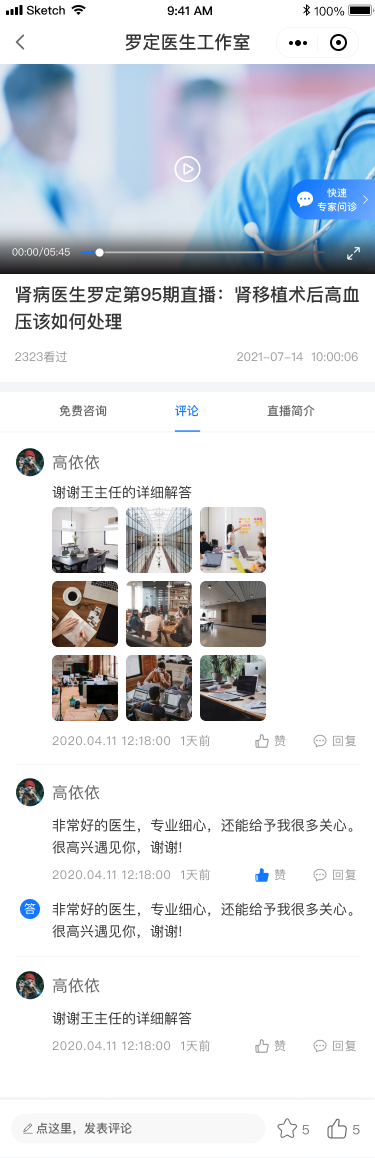 Sketch
9:41 AM
100%
罗定医生工作室
快速
专家问诊
00:00/05:45
肾病医生罗定第95期直播：肾移植术后高血
压该如何处理
2323看过
2021-07-14 10:00:06
免费咨询
评论
直播简介
高依依
谢谢王主任的详细解答
2020.04.11 12:18:00 1天前
赞
回复
高依依
非常好的医生，专业细心，还能给予我很多关心。
很高兴遇见你，谢谢!
2020.04.11 12:18:00 1天前
赞
回复
答
非常好的医生，专业细心，还能给予我很多关心。
很高兴遇见你，谢谢!
高依依
谢谢王主任的详细解答
2020.04.11 12:18:00 1天前
赞
回复
点这里，发表评论
5
5